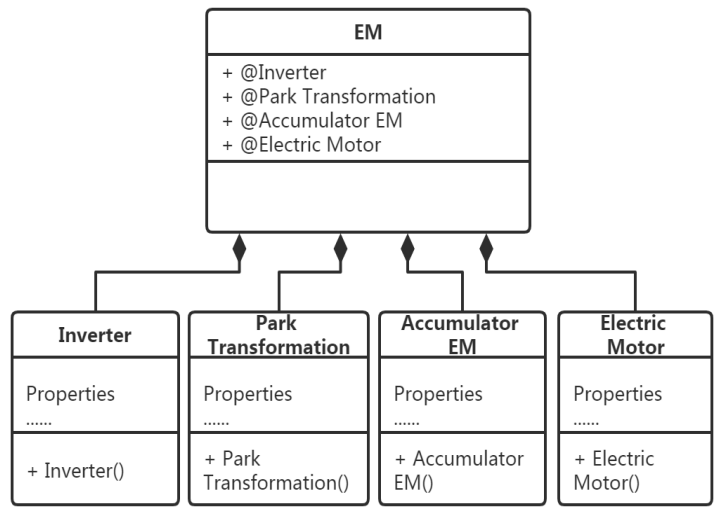 EM
+ @Inverter
+ @Park Transformation
+ @Accumulator EM
+ @Electric Motor
Inverter
Properties
......
+ Inverter()
Park
Transformation
Properties
......
+ Park
Transformation()
Accumulator
EM
Properties
......
+ Accumulator
EM()
Electric
Motor
Properties
......
+ Electric
Motor()